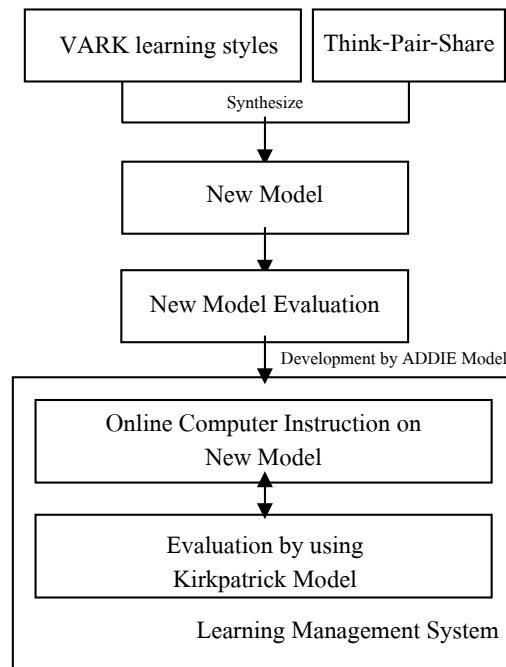 VARK learning styles
Think-Pair-Share
Synthesize
New Model
New Model Evaluation
Development by ADDIE Model
Online Computer Instruction on
New Model
Evaluation by using
Kirkpatrick Model
Learning Management System